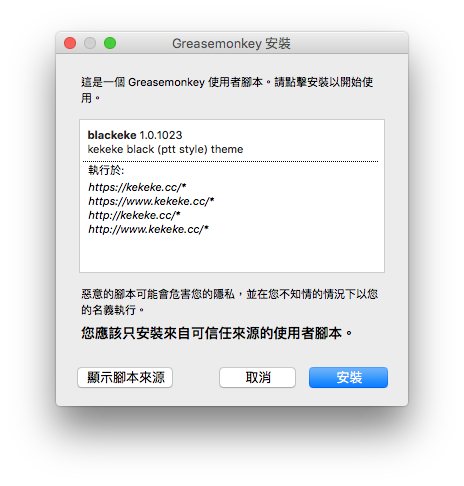 Greasemonkey 安裝
這是一個 Greasemonkey 使用者腳本。請點擊安裝以開始使
用。
blackeke 1.0.1023
kekeke black (ptt style) theme
執行於:
https://kekeke.cc/*
https://www.kekeke.cc/*
http://kekeke.cc/*
http://www.kekeke.cc/*
惡意的腳本可能會危害您的隱私，並在您不知情的情況下以您
的名義執行。
您應該只安裝來自可信任來源的使用者腳本。
顯示腳本來源
取消
安裝